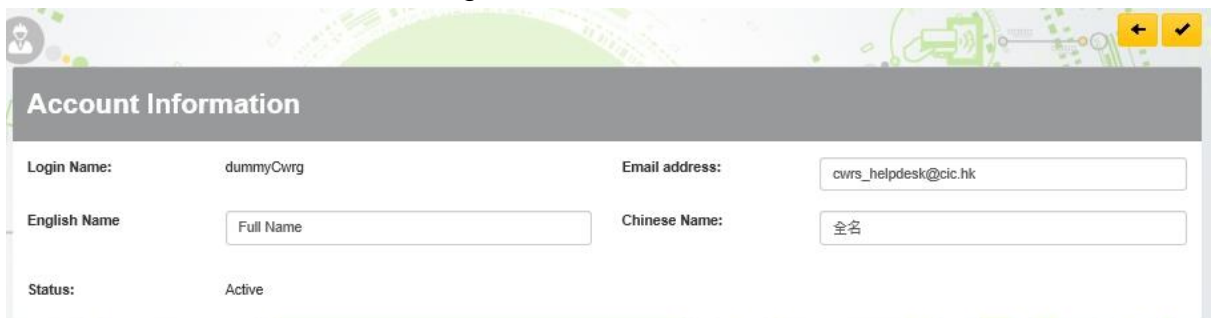 Account Information
Login Name: dummyCwrg Email address: cwrs_helpdesk@cic.hk
English Name Full Name Chinese Name: 全名
Status: Active